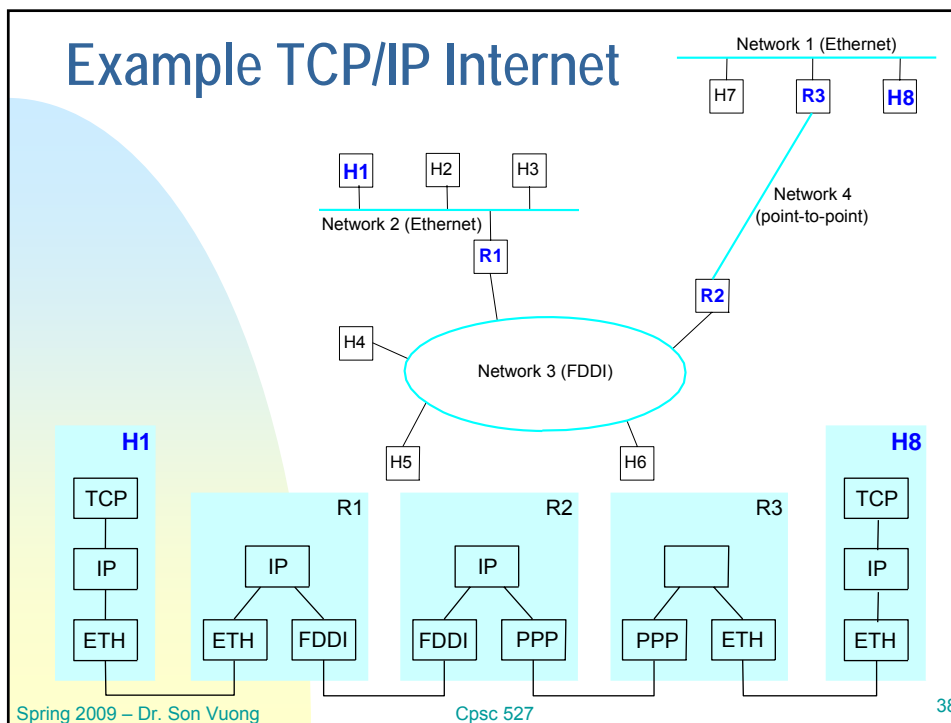 Example TCP/IP Internet
Network 1 (Ethernet)
H7
R3
H8
H1
H2
H3
Network 4
(point-to-point)
Network 2 (Ethernet)
R1
R2
H4
Network 3 (FDDI)
H5
H6
H1
TCP
IP
ETH
R1
IP
ETH
FDDI
R2
IP
FDDI
PPP
R3
PPP
ETH
H8
TCP
IP
ETH
Spring 2009 – Dr. Son Vuong
Cpsc 527